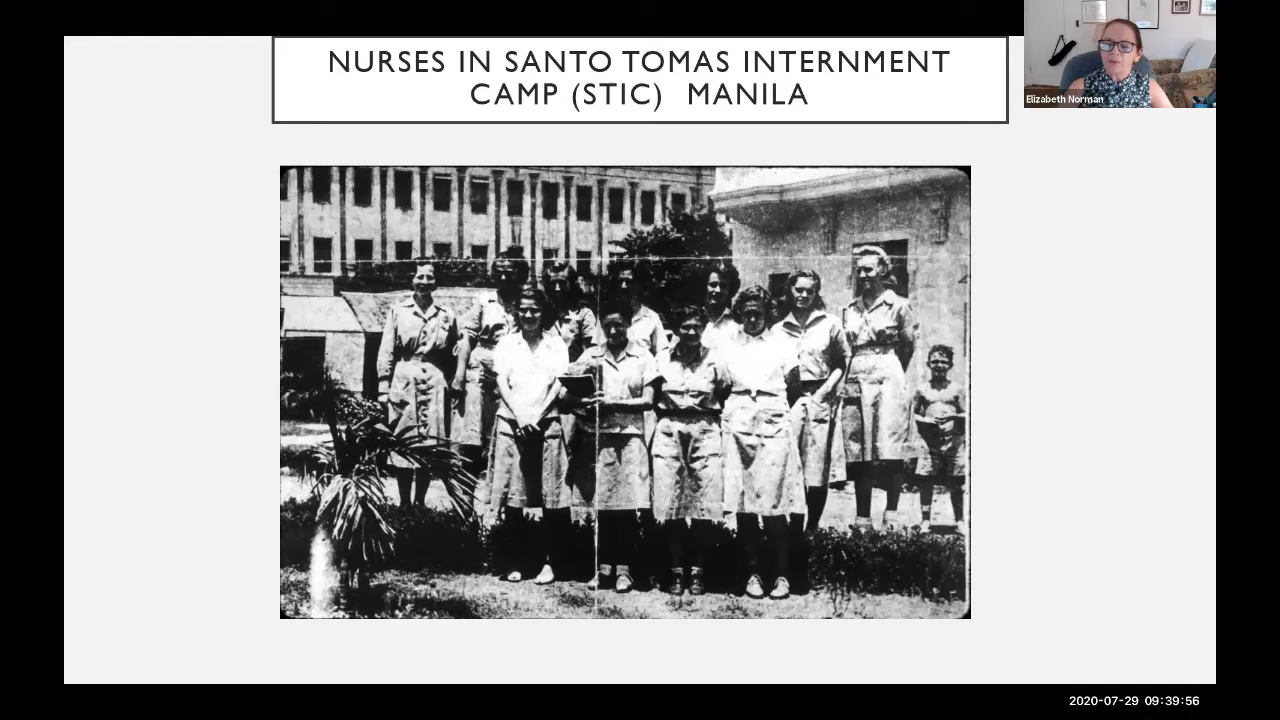 NURSES IN SANTO TOMAS INTERNMENT
CAMP (STIC) MANILA
Elizabeth Norman
2020-07-29 09:39:56